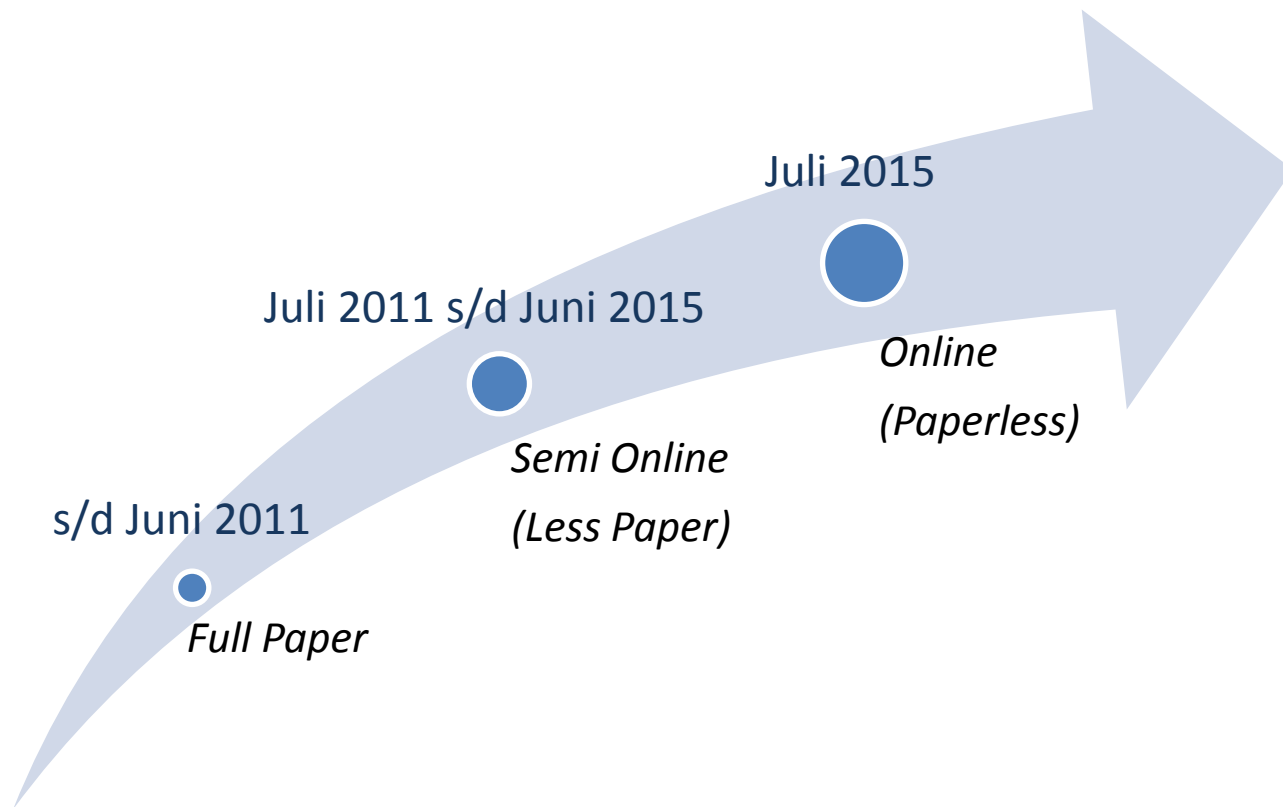 Juli 2015
Online
(Paperless)
Juli 2011 s/d Juni 2015
Semi Online
(Less Paper)
s/d Juni 2011
Full Paper